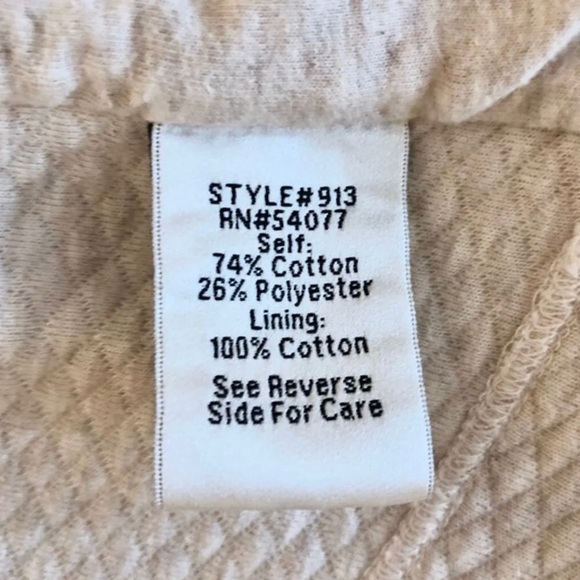 STYLE#913
RN#54077
Self:
74% Cotton
26% Polyester
Lining:
100% Cotton
See Reverse
Side For Care